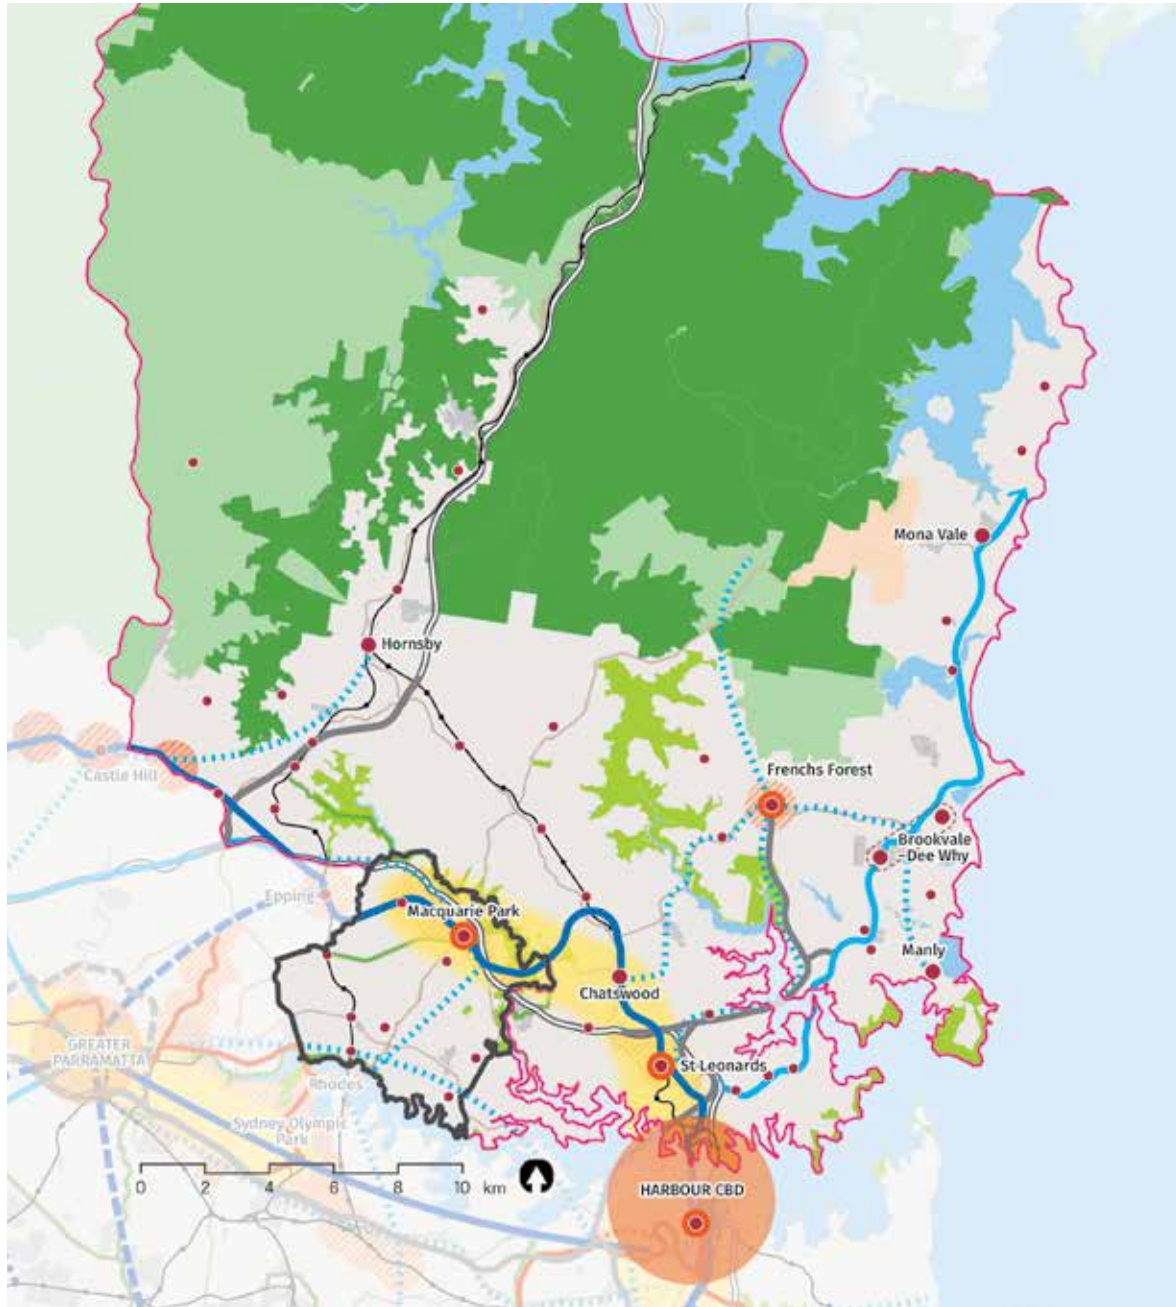 Mona Vale
Hornsby
Castle Hill
Frenchs Forest
Brookvale
–Dee Why
Epping
Macquarie Park
Manly
Chatswood
GREATER
PARRAMATTA
St Leonards
Rhodes
Sydney Olympic
Park
0 2 4 6 8 10 km
HARBOUR CBD